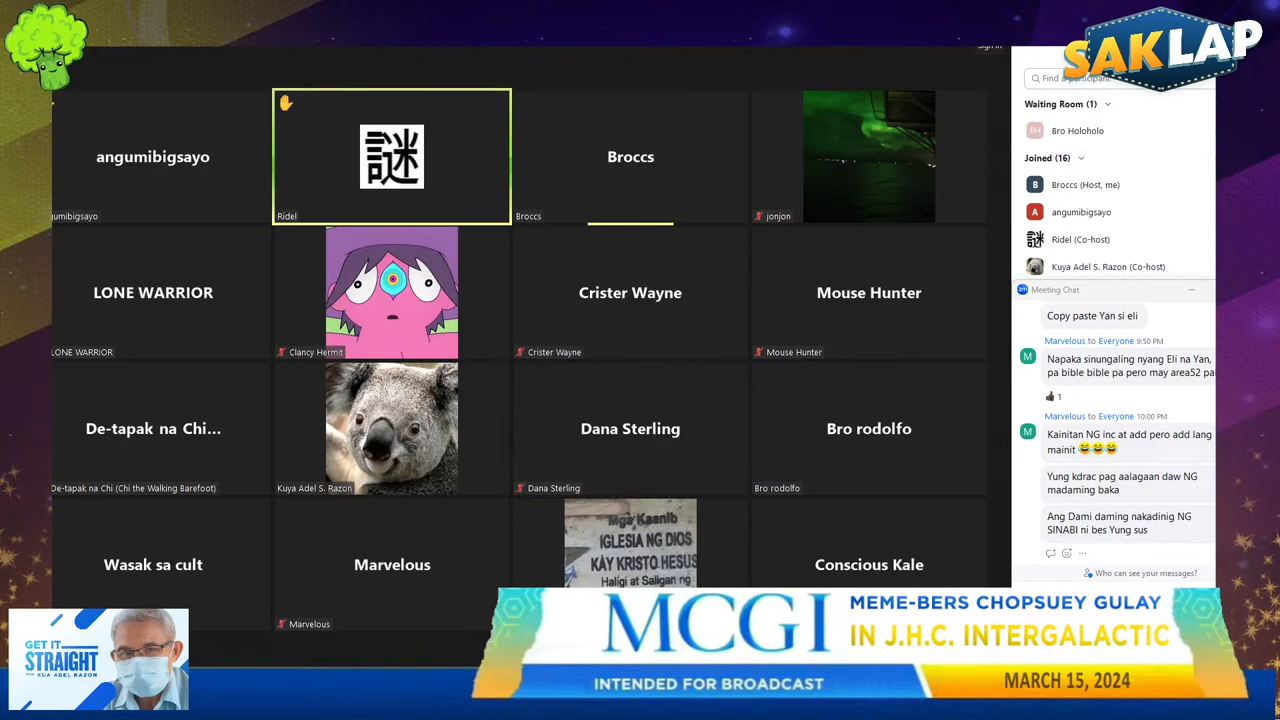 SAKLAP
Find a participant
Waiting Room (1)
BH Bro Holoholo
Joined (16)
B Broccs (Host, me)
A angumibigsayo
謎 Ridel (Co-host)
Kuya Adel S. Razon (Co-host)
angumibigsayo
gumibigsayo
謎
Ridel
Broccs
Broccs
jonjon
LONE WARRIOR
LONE WARRIOR
Clancy Hermit
Crister Wayne
Crister Wayne
Mouse Hunter
Mouse Hunter
De-tapak na Chi...
De-tapak na Chi (Chi the Walking Barefoot)
Kuya Adel S. Razon
Dana Sterling
Dana Sterling
Bro rodolfo
Bro rodolfo
Wasak sa cult
Marvelous
Marvelous
Mga Kaanib
IGLESIA NG DIOS
KAY KRISTO HESUS
Haligi at Saligan ng
Conscious Kale
zm Meeting Chat
Copy paste Yan si eli
Marvelous to Everyone 9:50 PM
M
Napaka sinungaling nyang Eli na Yan,
pa bible bible pa pero may area52 pa
👍🏿 1
Marvelous to Everyone 10:00 PM
M
Kainitan NG inc at add pero add lang
mainit 😂😂😂
Yung kdrac pag aalagaan daw NG
madaming baka
Ang Dami daming nakadinig NG
SINABI ni bes Yung sus
Who can see your messages?
GET IT
STRAIGHT
WITH KUA ADEL RAZON
MCGI
MEME-BERS CHOPSUEY GULAY
IN J.H.C. INTERGALACTIC
INTENDED FOR BROADCAST
MARCH 15, 2024